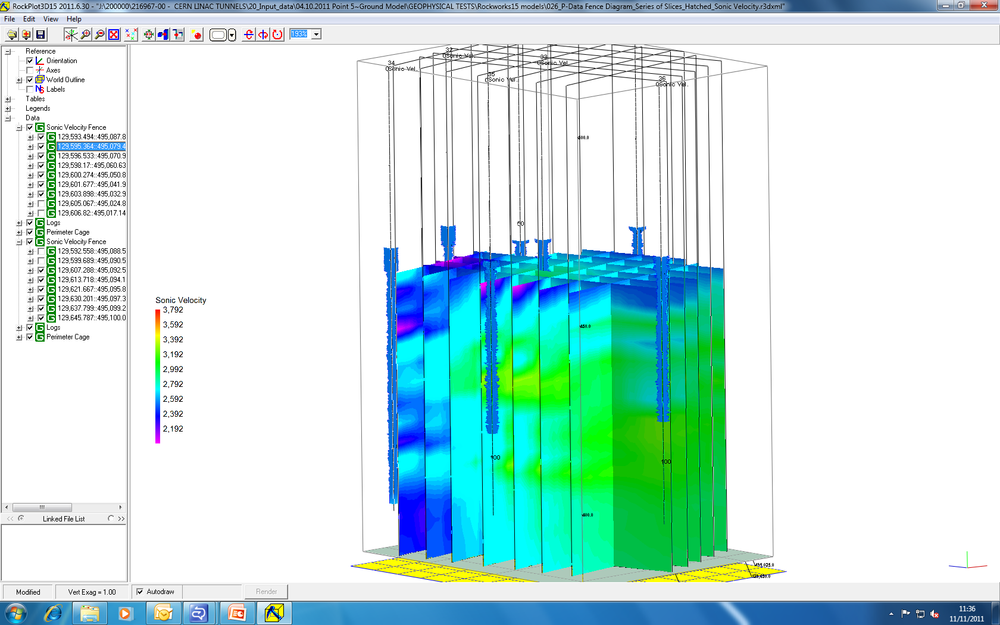 RockPlot3D15 2011.6.30 - "J:\200000\216967-00 - CERN LINAC TUNNELS\20_Input_data\04.10.2011 Point 5~Ground Model\GEOPHYSICAL TESTS\Rockworks15 models\026_P-Data Fence Diagram_Series of Slices_Hatched_Sonic Velocity.r3dxml"
File Edit View Help
193%
Reference
Orientation
Axes
World Outline
Labels
Tables
Legends
Data
Sonic Velocity Fence
129,593.494::495,087.8
129,595.364::495,079.4
129,596.533::495,070.9
129,598.17::495,060.63
129,600.274::495,050.8
129,601.677::495,041.9
129,603.898::495,032.9
129,605.067::495,024.8
129,606.82::495,017.14
Logs
Perimeter Cage
Sonic Velocity Fence
129,592.558::495,088.5
129,599.689::495,090.5
129,607.288::495,092.5
129,613.718::495,094.1
129,621.667::495,095.8
129,630.201::495,097.3
129,637.799::495,099.2
129,645.787::495,100.0
Logs
Perimeter Cage
<< Linked File List >>
Sonic Velocity
3,792
3,592
3,392
3,192
2,992
2,792
2,592
2,392
2,192
32
0Sonic Vel.
34
0Sonic Vel.
33
0Sonic Vel.
35
0Sonic Vel.
36
0Sonic Vel.
500.0
50
450.0
100
100
400.0
495,025.0
129,650.0
Modified
Vert Exag = 1.00
Autodraw
Render
11:36
11/11/2011